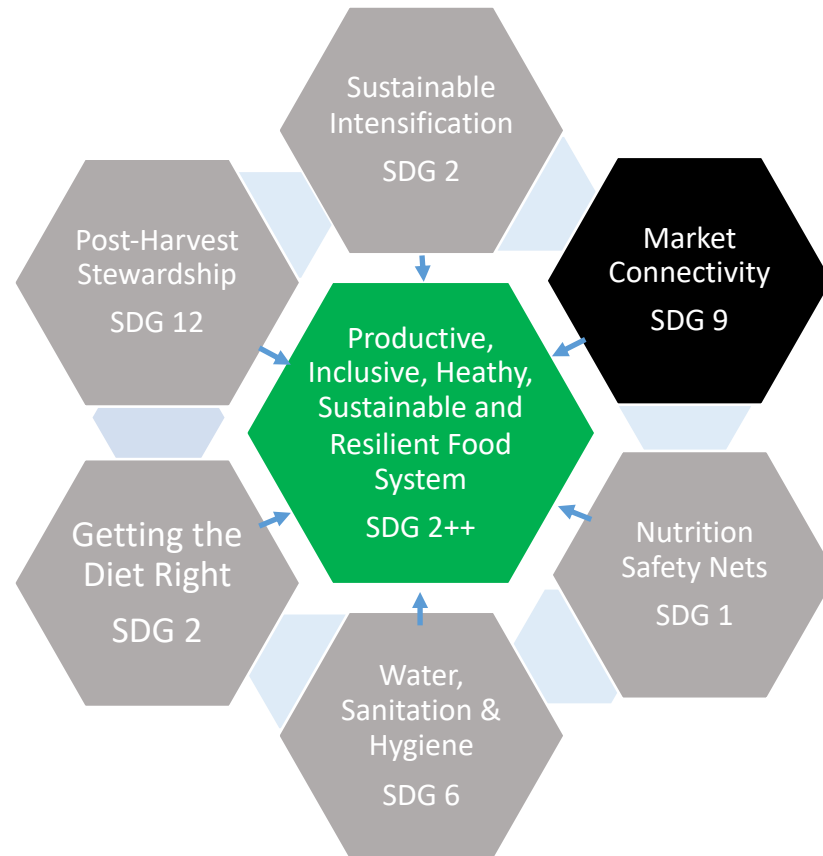 Sustainable
Intensification
SDG 2
Market
Connectivity
SDG 9
Post-Harvest
Stewardship
SDG 12
Productive,
Inclusive, Heathy,
Sustainable and
Resilient Food
System
SDG 2++
Getting the
Diet Right
SDG 2
Nutrition
Safety Nets
SDG 1
Water,
Sanitation &
Hygiene
SDG 6